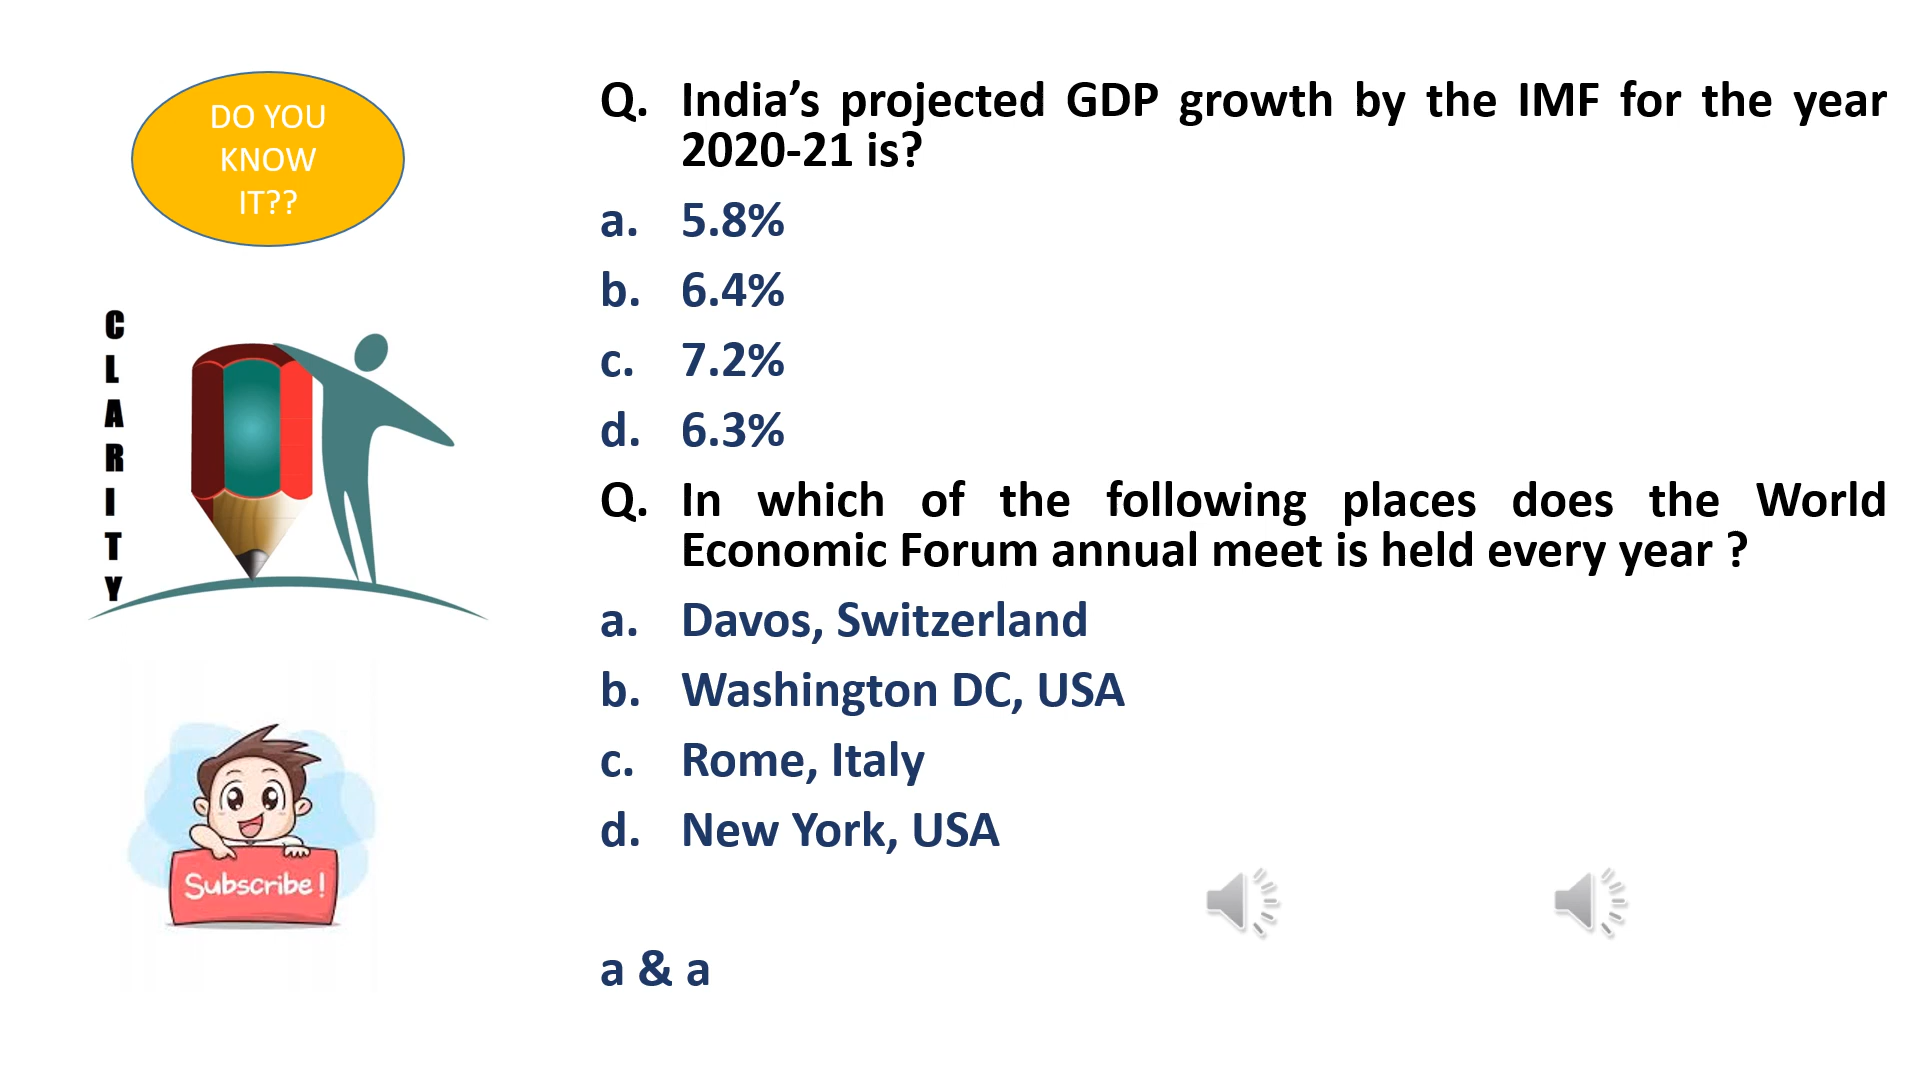 DO YOU
KNOW
IT??
CLARITY
Subscribe!
Q. India’s projected GDP growth by the IMF for the year
2020-21 is?
a. 5.8%
b. 6.4%
c. 7.2%
d. 6.3%
Q. In which of the following places does the World
Economic Forum annual meet is held every year ?
a. Davos, Switzerland
b. Washington DC, USA
c. Rome, Italy
d. New York, USA
a & a